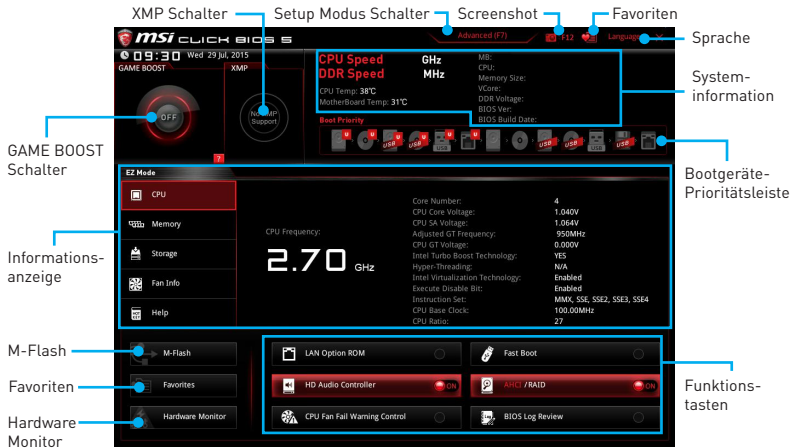 XMP Schalter
Setup Modus Schalter
Screenshot
Favoriten
msi CLICK BIOS 5
Advanced (F7)
F12
Language
X
Sprache
09:30 Wed 29 Jul, 2015
GAME BOOST
XMP
OFF
No XMP
Support
?
CPU Speed GHz
DDR Speed MHz
CPU Temp: 38°C
MotherBoard Temp: 31°C
MB:
CPU:
Memory Size:
VCore:
DDR Voltage:
BIOS Ver:
BIOS Build Date:
System-
information
Boot Priority
U U U U U U
USB USB USB USB USB USB USB
GAME BOOST
Schalter
Bootgeräte-
Prioritätsleiste
EZ Mode
CPU
Memory
Storage
Fan Info
Help
Informations-
anzeige
CPU Frequency:
2.70 GHz
Core Number: 4
CPU Core Voltage: 1.040V
CPU SA Voltage: 1.064V
Adjusted GT Frequency: 950MHz
CPU GT Voltage: 0.000V
Intel Turbo Boost Technology: YES
Hyper-Threading: N/A
Intel Virtualization Technology: Enabled
Execute Disable Bit: Enabled
Instruction Set: MMX, SSE, SSE2, SSE3, SSE4
CPU Base Clock: 100.00MHz
CPU Ratio: 27
M-Flash
M-Flash
Favoriten
Favorites
Hardware
Monitor
Hardware Monitor
LAN Option ROM
Fast Boot
HD Audio Controller ON
AHCI /RAID ON
CPU Fan Fail Warning Control
BIOS Log Review
Funktions-
tasten